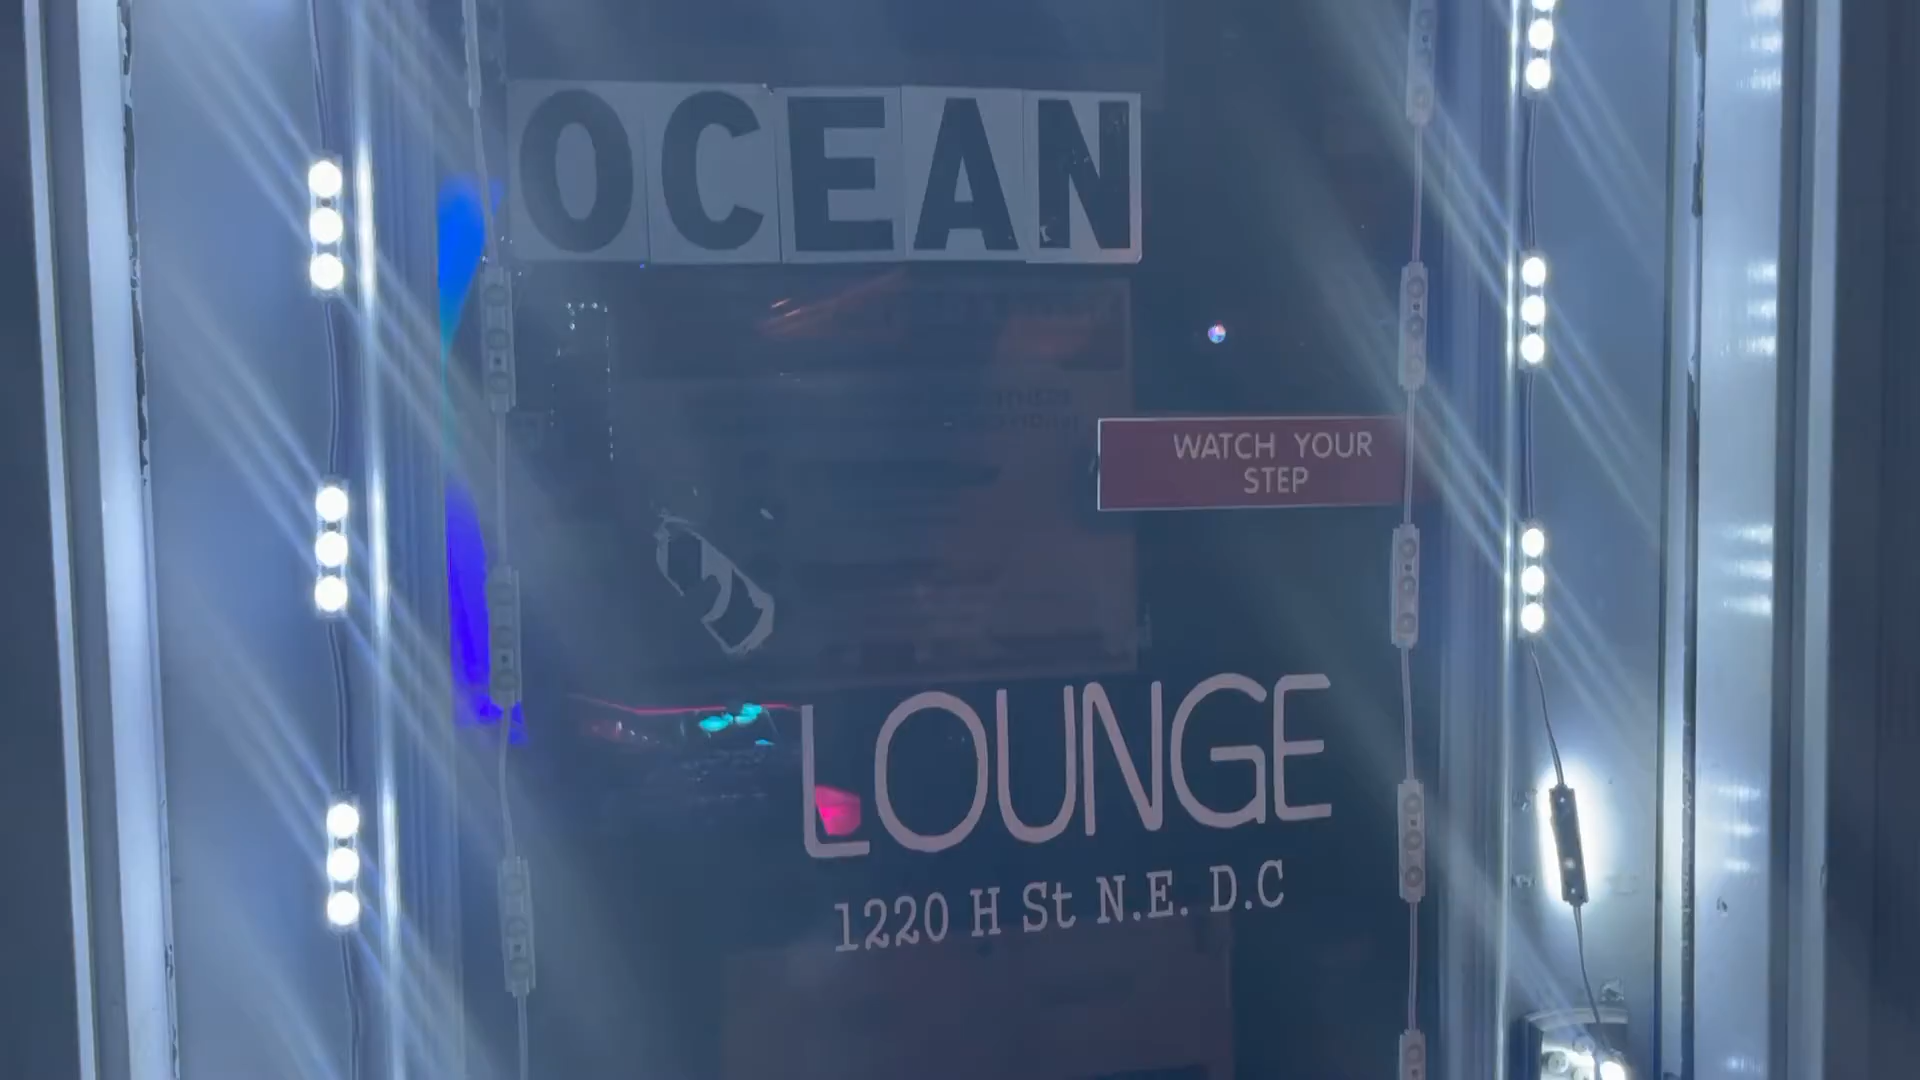 OCEAN
WATCH YOUR
STEP
LOUNGE
1220 H St N.E. D.C